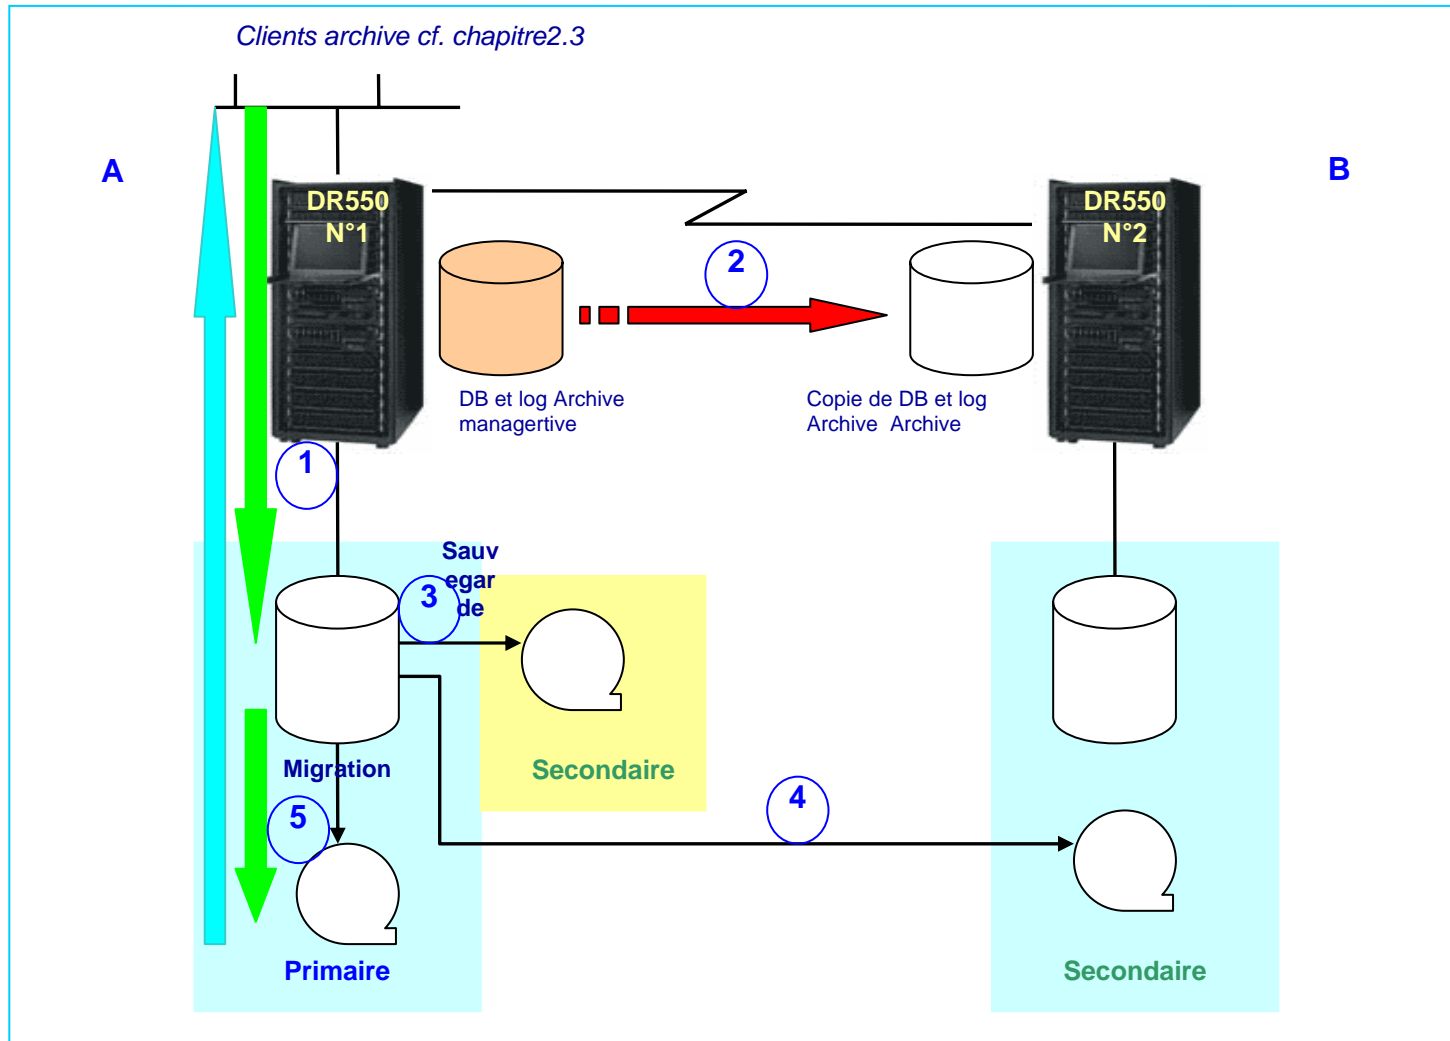 Clients archive cf. chapitre2.3
A
B
DR550
N°1
DR550
N°2
2
DB et log Archive
managertive
Copie de DB et log
Archive Archive
1
Sauv
egar
de
3
Migration
Secondaire
4
5
Primaire
Secondaire